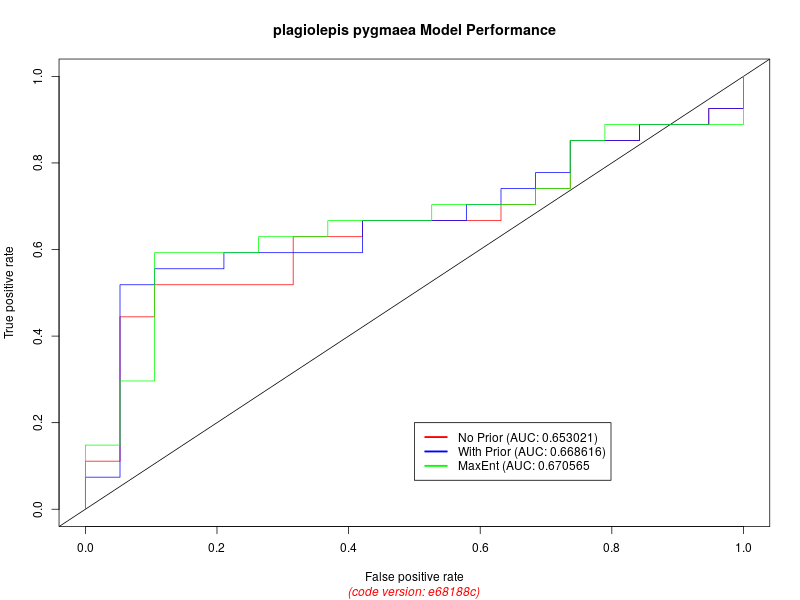 plagiolepis pygmaea Model Performance
True positive rate
1.0
0.8
0.6
0.4
0.2
0.0
No Prior (AUC: 0.653021)
With Prior (AUC: 0.668616)
MaxEnt (AUC: 0.670565
0.0 0.2 0.4 0.6 0.8 1.0
False positive rate
(code version: e68188c)